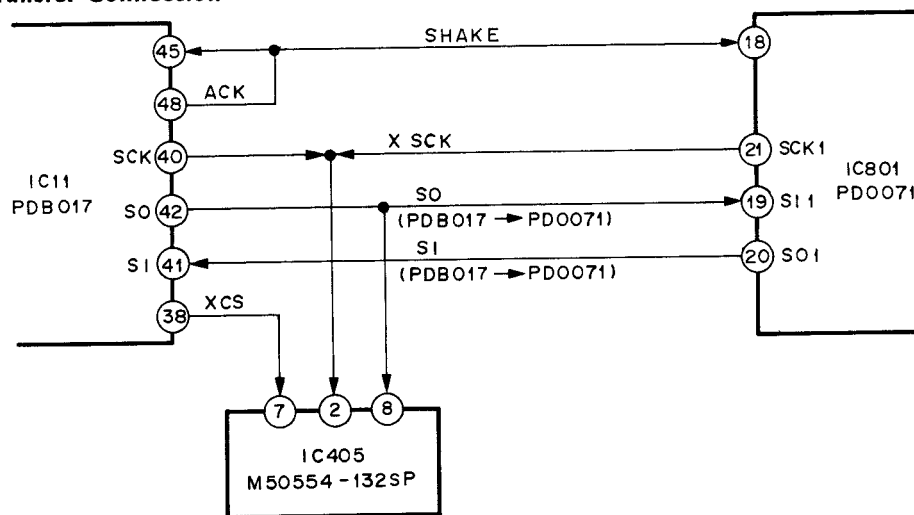 Transfer Connection
45
SHAKE
18
48
ACK
SCK
40
X SCK
21
SCK1
IC11
PDB017
IC801
PD0071
SO
42
SO
(PDB017 → PD0071)
19
SI1
SI
41
SI
(PDB017 → PD0071)
20
SO1
38
XCS
7
2
8
IC405
M50554-132SP